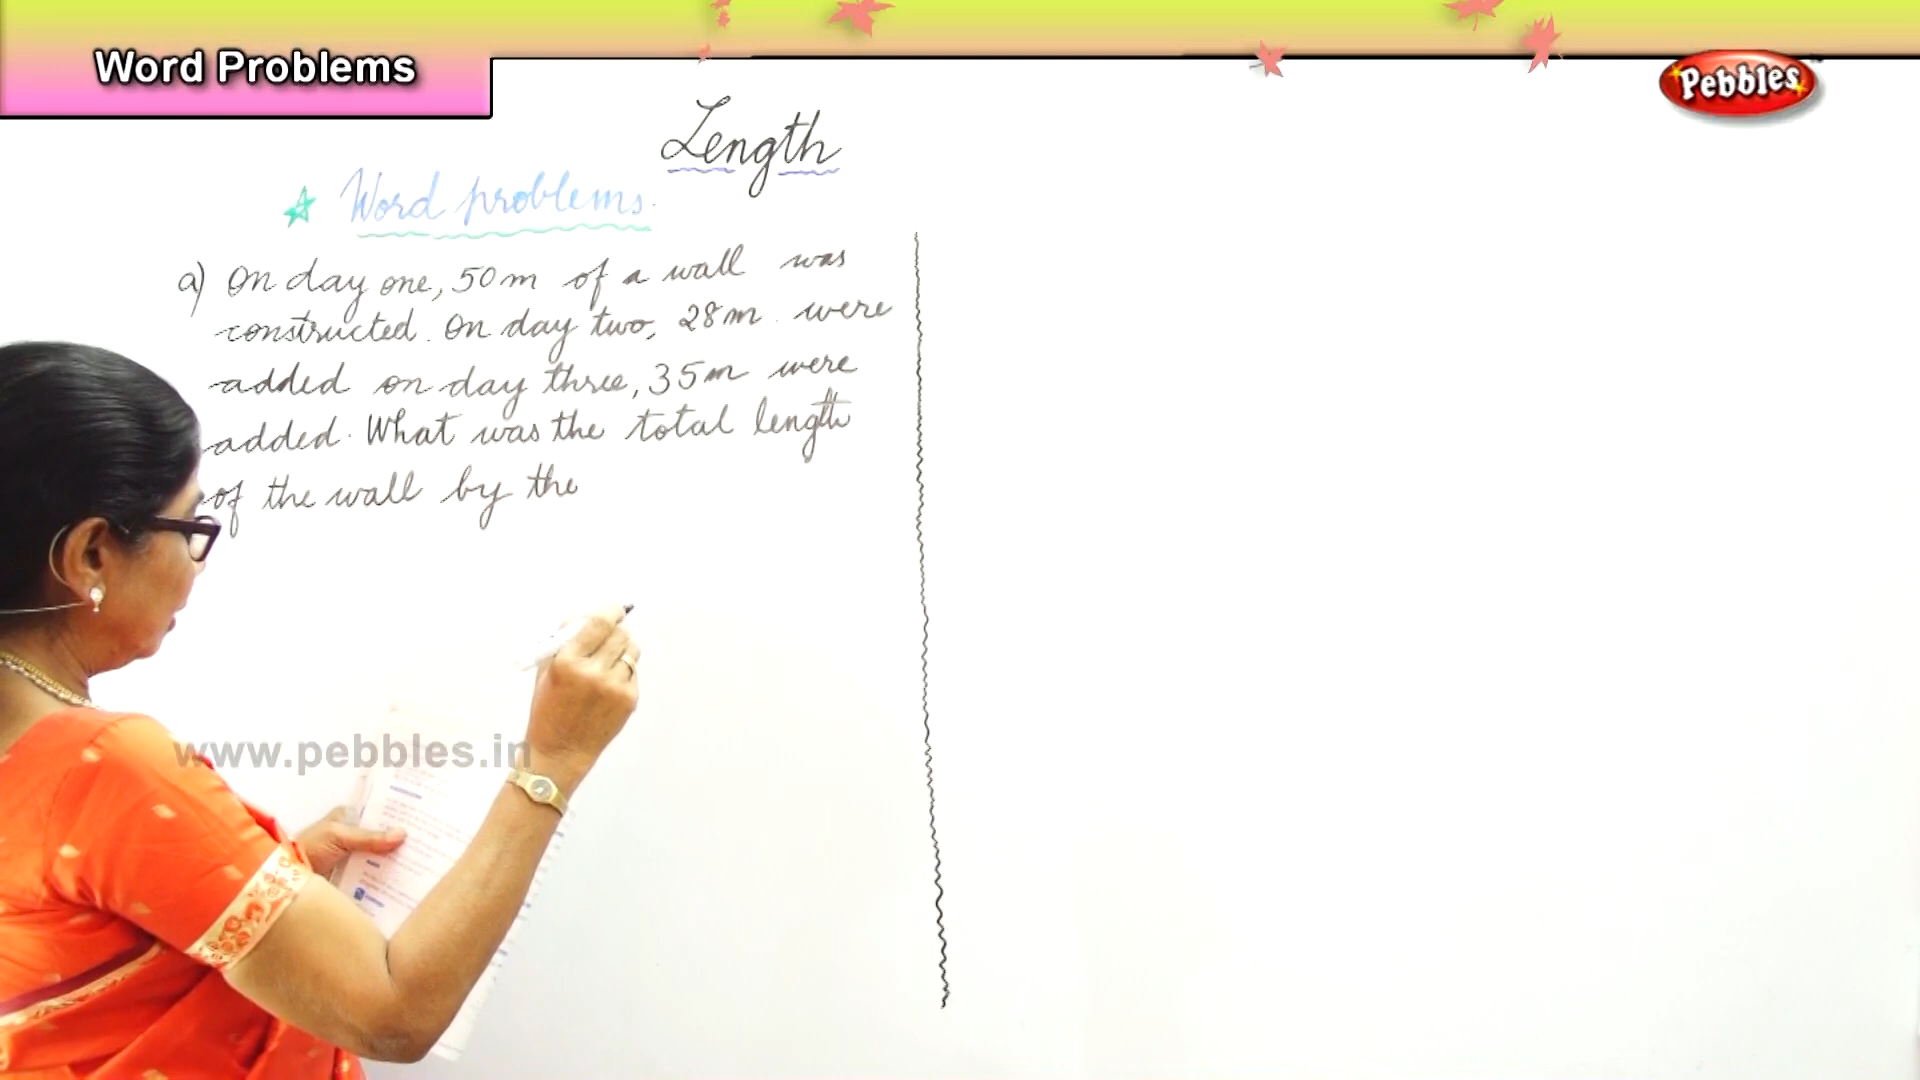 Word Problems
Pebbles
Length
Word problems.
a) On day one, 50m of a wall was
constructed. On day two, 28m were
added on day three, 35m were
added. What was the total length
of the wall by the
www.pebbles.in